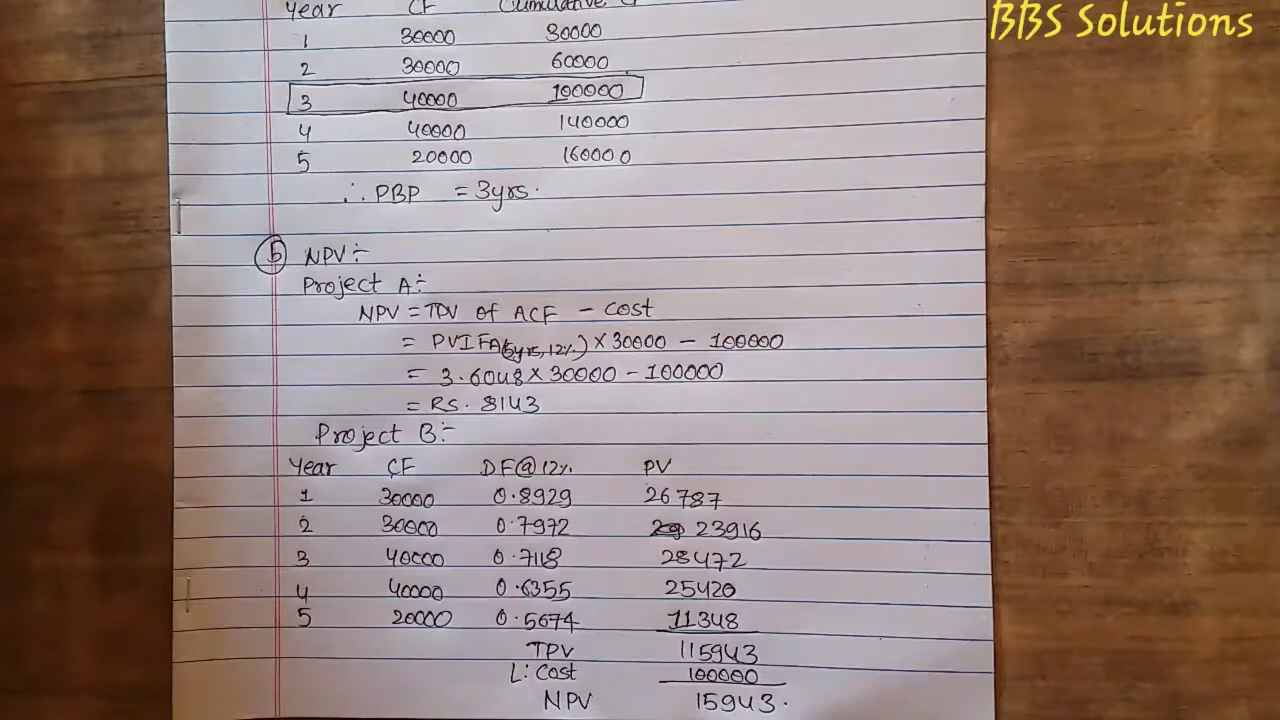 BBS Solutions
Year CF Cumulative CF
1 30000 30000
2 30000 60000
3 40000 100000
4 40000 140000
5 20000 160000
∴ PBP = 3yrs.
b NPV:-
Project A:-
NPV = TPV of ACF - Cost
= PVIFA(5yrs,12%) × 30000 - 100000
= 3.6048 × 30000 - 100000
= RS. 8143
Project B:-
Year CF DF@12% PV
1 30000 0.8929 26787
2 30000 0.7972 23916
3 40000 0.7118 28472
4 40000 0.6355 25420
5 20000 0.5674 11348
TPV 115943
L: Cost 100000
NPV 15943.